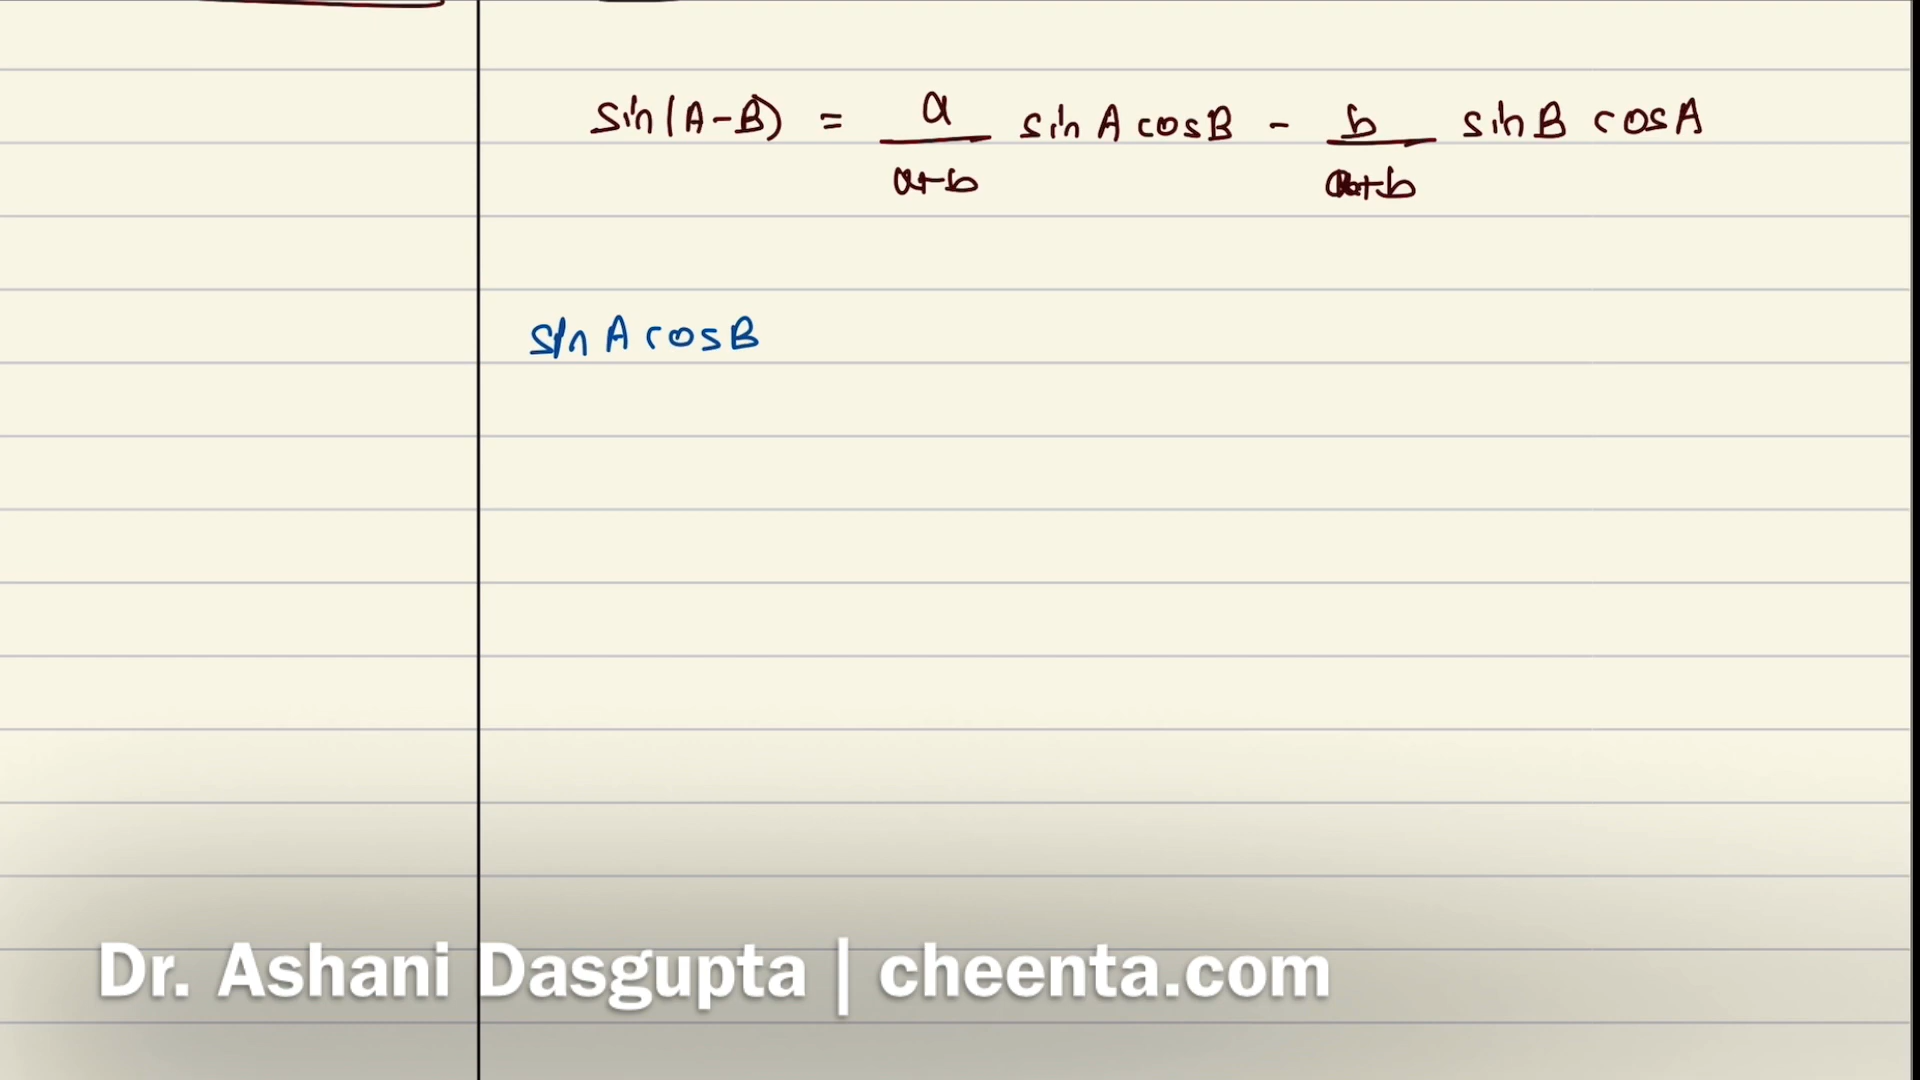 sin(A-B) = a/(a+b) sin A cos B - b/(a+b) sin B cos A
sin A cos B
Dr. Ashani Dasgupta | cheenta.com